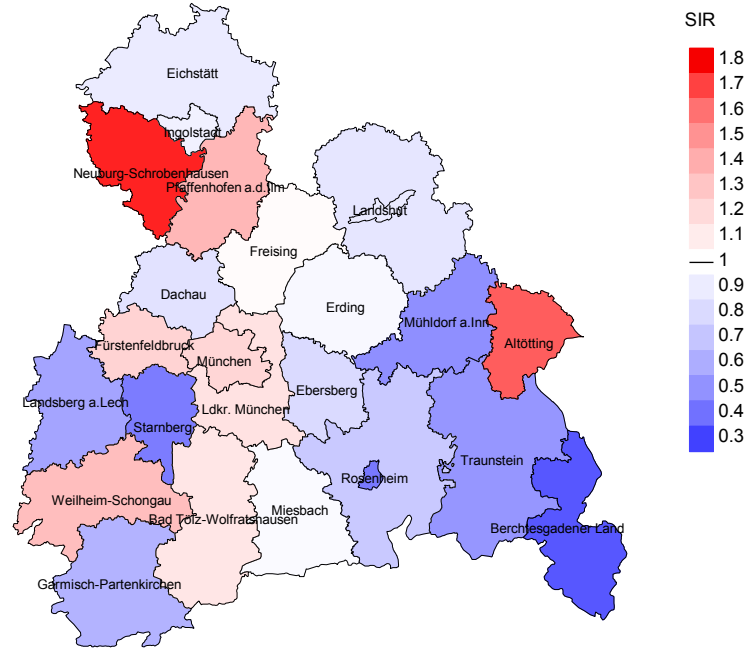 SIR
1.8
1.7
1.6
1.5
1.4
1.3
1.2
1.1
1
0.9
0.8
0.7
0.6
0.5
0.4
0.3
Eichstätt
Ingolstadt
Neuburg-Schrobenhausen
Pfaffenhofen a.d.Ilm
Landshut
Freising
Dachau
Erding
Mühldorf a.Inn
Altötting
Fürstenfeldbruck
München
Ebersberg
Landsberg a.Lech
Ldkr. München
Starnberg
Traunstein
Rosenheim
Weilheim-Schongau
Miesbach
Bad Tölz-Wolfratshausen
Berchtesgadener Land
Garmisch-Partenkirchen